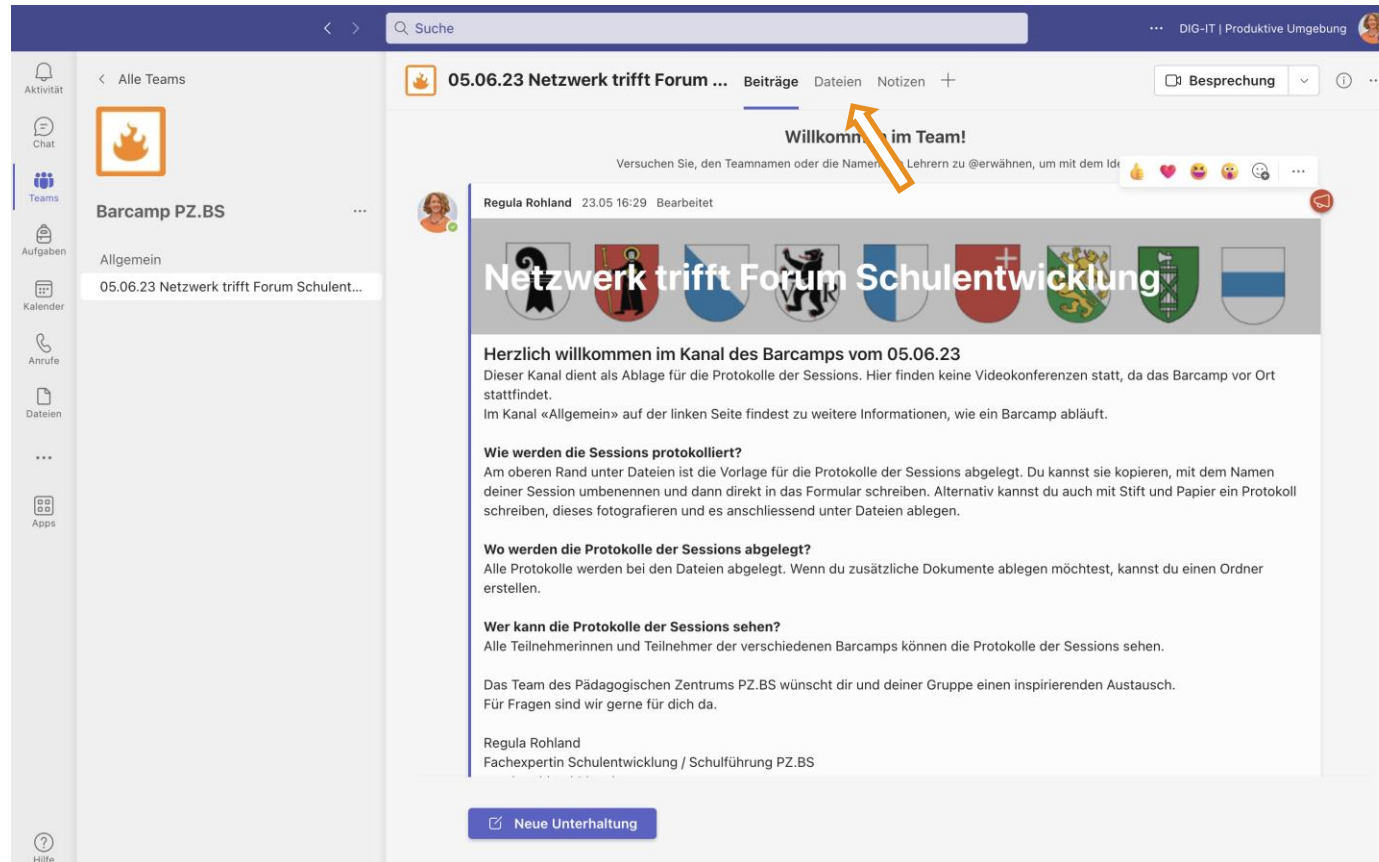 Suche
DIG-IT | Produktive Umgebung
Aktivität
Chat
Teams
Aufgaben
Kalender
Anrufe
Dateien
Apps
Hilfe
Alle Teams
Barcamp PZ.BS
Allgemein
05.06.23 Netzwerk trifft Forum Schulent...
05.06.23 Netzwerk trifft Forum ... Beiträge Dateien Notizen
Besprechung
Willkommen im Team!
Versuchen Sie, den Teamnamen oder die Namen Lehrern zu @erwähnen, um mit dem
Regula Rohland 23.05 16:29 Bearbeitet
Netzwerk trifft Forum Schulentwicklung
Herzlich willkommen im Kanal des Barcamps vom 05.06.23
Dieser Kanal dient als Ablage für die Protokolle der Sessions. Hier finden keine Videokonferenzen statt, da das Barcamp vor Ort
stattfindet.
Im Kanal «Allgemein» auf der linken Seite findest zu weitere Informationen, wie ein Barcamp abläuft.
Wie werden die Sessions protokolliert?
Am oberen Rand unter Dateien ist die Vorlage für die Protokolle der Sessions abgelegt. Du kannst sie kopieren, mit dem Namen
deiner Session umbenennen und dann direkt in das Formular schreiben. Alternativ kannst du auch mit Stift und Papier ein Protokoll
schreiben, dieses fotografieren und es anschliessend unter Dateien ablegen.
Wo werden die Protokolle der Sessions abgelegt?
Alle Protokolle werden bei den Dateien abgelegt. Wenn du zusätzliche Dokumente ablegen möchtest, kannst du einen Ordner
erstellen.
Wer kann die Protokolle der Sessions sehen?
Alle Teilnehmerinnen und Teilnehmer der verschiedenen Barcamps können die Protokolle der Sessions sehen.
Das Team des Pädagogischen Zentrums PZ.BS wünscht dir und deiner Gruppe einen inspirierenden Austausch.
Für Fragen sind wir gerne für dich da.
Regula Rohland
Fachexpertin Schulentwicklung / Schulführung PZ.BS
Neue Unterhaltung